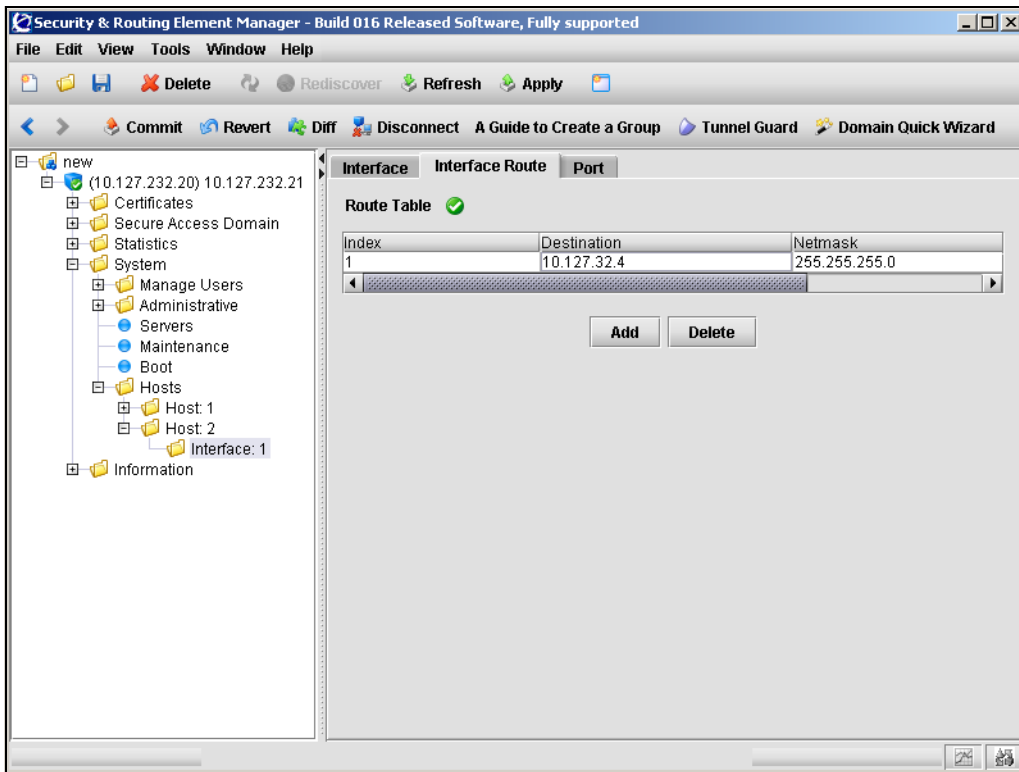 Security & Routing Element Manager - Build 016 Released Software, Fully supported
File Edit View Tools Window Help
Delete Rediscover Refresh Apply
Commit Revert Diff Disconnect A Guide to Create a Group Tunnel Guard Domain Quick Wizard
new
(10.127.232.20) 10.127.232.21
Certificates
Secure Access Domain
Statistics
System
Manage Users
Administrative
Servers
Maintenance
Boot
Hosts
Host: 1
Host: 2
Interface: 1
Information
Interface Interface Route Port
Route Table
Index Destination Netmask
1 10.127.32.4 255.255.255.0
Add Delete